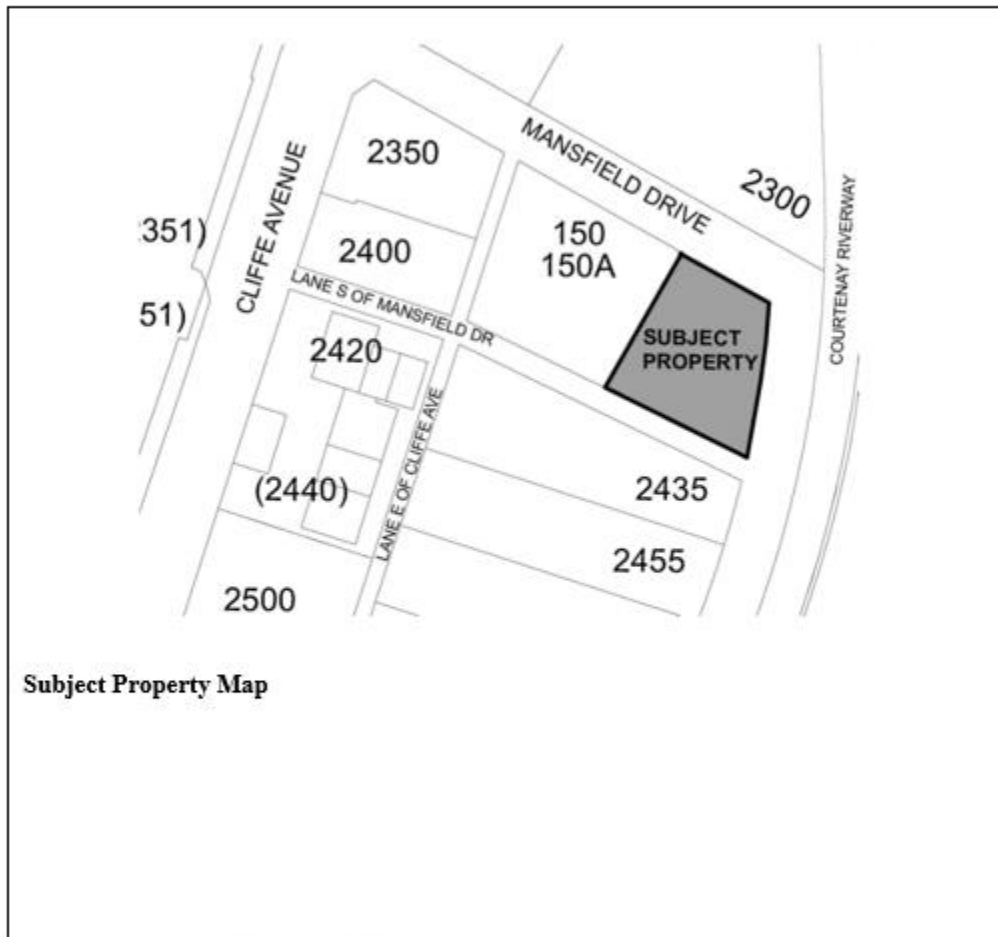 MANSFIELD DRIVE
2350
2300
CLIFFE AVENUE
COURTENAY RIVERWAY
:351)
2400
150
150A
LANE S OF MANSFIELD DR
51)
2420
SUBJECT
PROPERTY
LANE E OF CLIFFE AVE
(2440)
2435
2455
2500
Subject Property Map